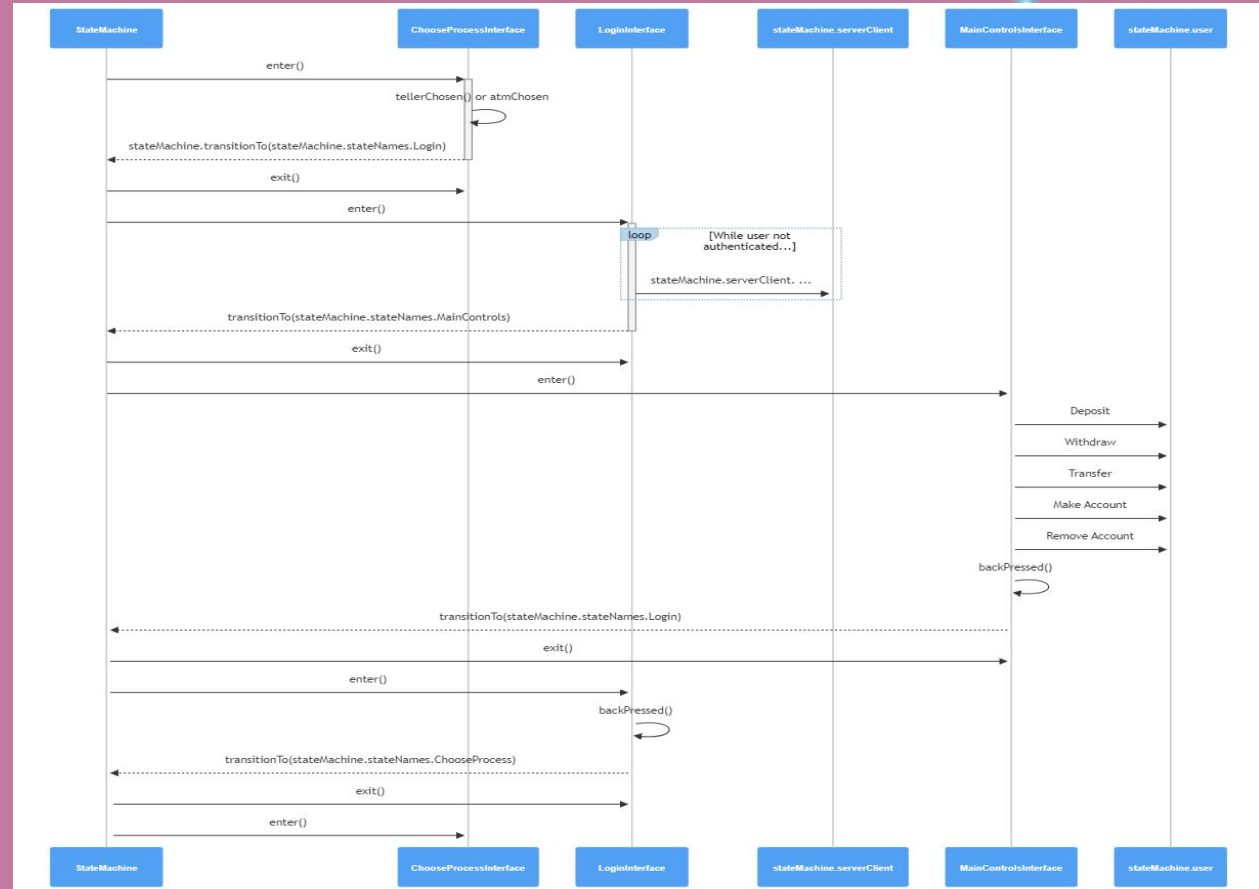 StateMachine
ChooseProcessInterface
LoginInterface
stateMachine.serverClient
MainControlsInterface
stateMachine.user
enter()
tellerChosen() or atmChosen
stateMachine.transitionTo(stateMachine.stateNames.Login)
exit()
enter()
loop
[While user not
authenticated...]
stateMachine.serverClient. ...
transitionTo(stateMachine.stateNames.MainControls)
exit()
enter()
Deposit
Withdraw
Transfer
Make Account
Remove Account
backPressed()
transitionTo(stateMachine.stateNames.Login)
exit()
enter()
backPressed()
transitionTo(stateMachine.stateNames.ChooseProcess)
exit()
enter()
StateMachine
ChooseProcessInterface
LoginInterface
stateMachine.serverClient
MainControlsInterface
stateMachine.user